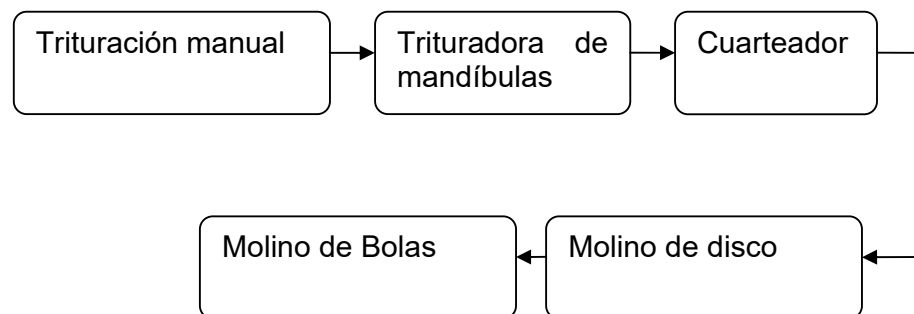 Trituración manual
Trituradora de
mandíbulas
Cuarteador
Molino de Bolas
Molino de disco